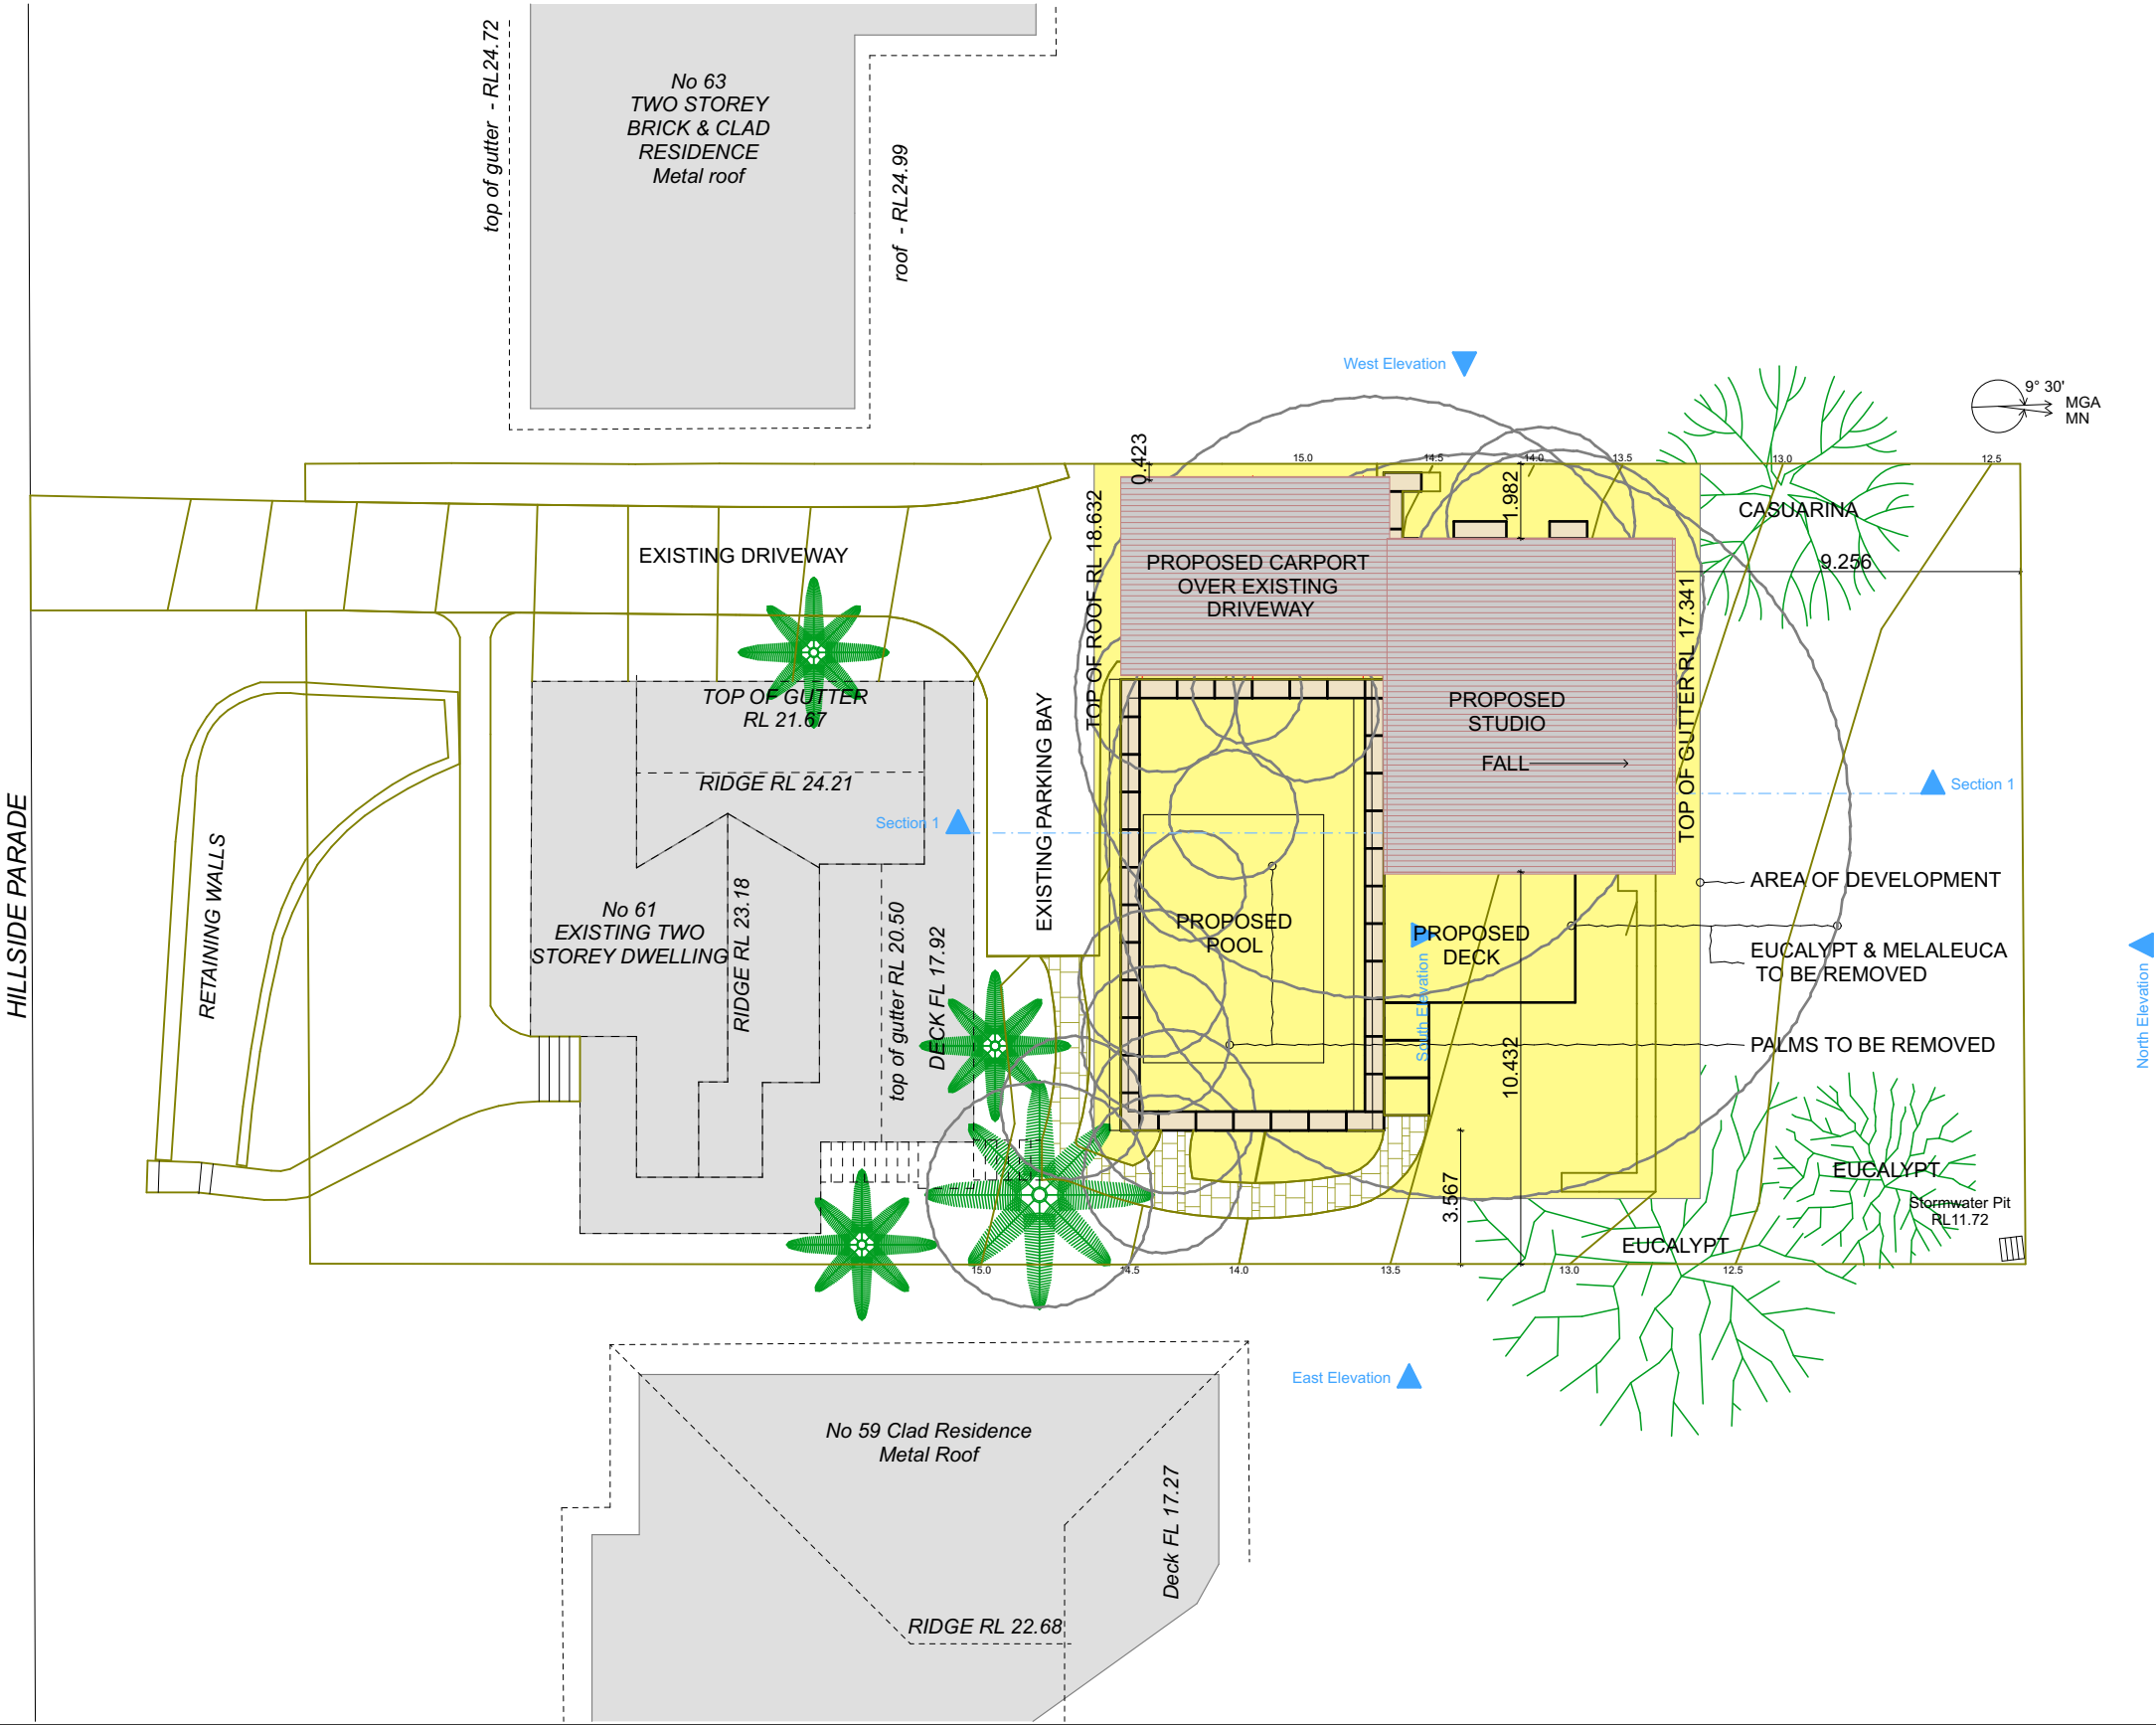 top of gutter - RL24.72
No 63
TWO STOREY
BRICK & CLAD
RESIDENCE
Metal roof
roof - RL24.99
West Elevation
9° 30'
MGA
MN
0.423
15.0
14.5
14.0
13.5
13.0
12.5
TOP OF ROOF RL 18.632
1.982
CASUARINA
EXISTING DRIVEWAY
PROPOSED CARPORT
OVER EXISTING
DRIVEWAY
9.256
TOP OF GUTTER RL 17.341
TOP OF GUTTER
RL 21.67
PROPOSED
STUDIO
FALL
RIDGE RL 24.21
Section 1
Section 1
HILLSIDE PARADE
RETAINING WALLS
EXISTING PARKING BAY
No 61
EXISTING TWO
STOREY DWELLING
RIDGE RL 23.18
top of gutter RL 20.50
DECK FL 17.92
PROPOSED
POOL
PROPOSED
DECK
South Elevation
AREA OF DEVELOPMENT
EUCALYPT & MELALEUCA
TO BE REMOVED
North Elevation
PALMS TO BE REMOVED
10.432
3.567
EUCALYPT
Stormwater Pit
RL11.72
EUCALYPT
15.0
14.5
14.0
13.5
13.0
12.5
East Elevation
No 59 Clad Residence
Metal Roof
Deck FL 17.27
RIDGE RL 22.68